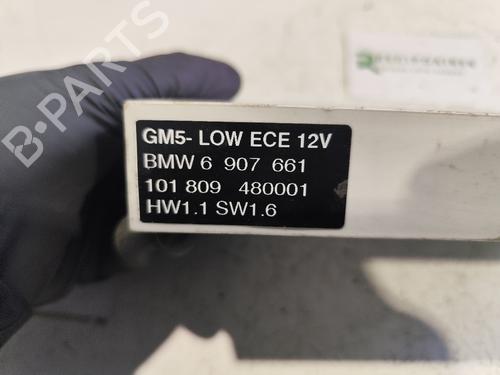 GM5- LOW ECE 12V
BMW 6 907 661
101 809 480001
HW1.1 SW1.6
B-PARTS